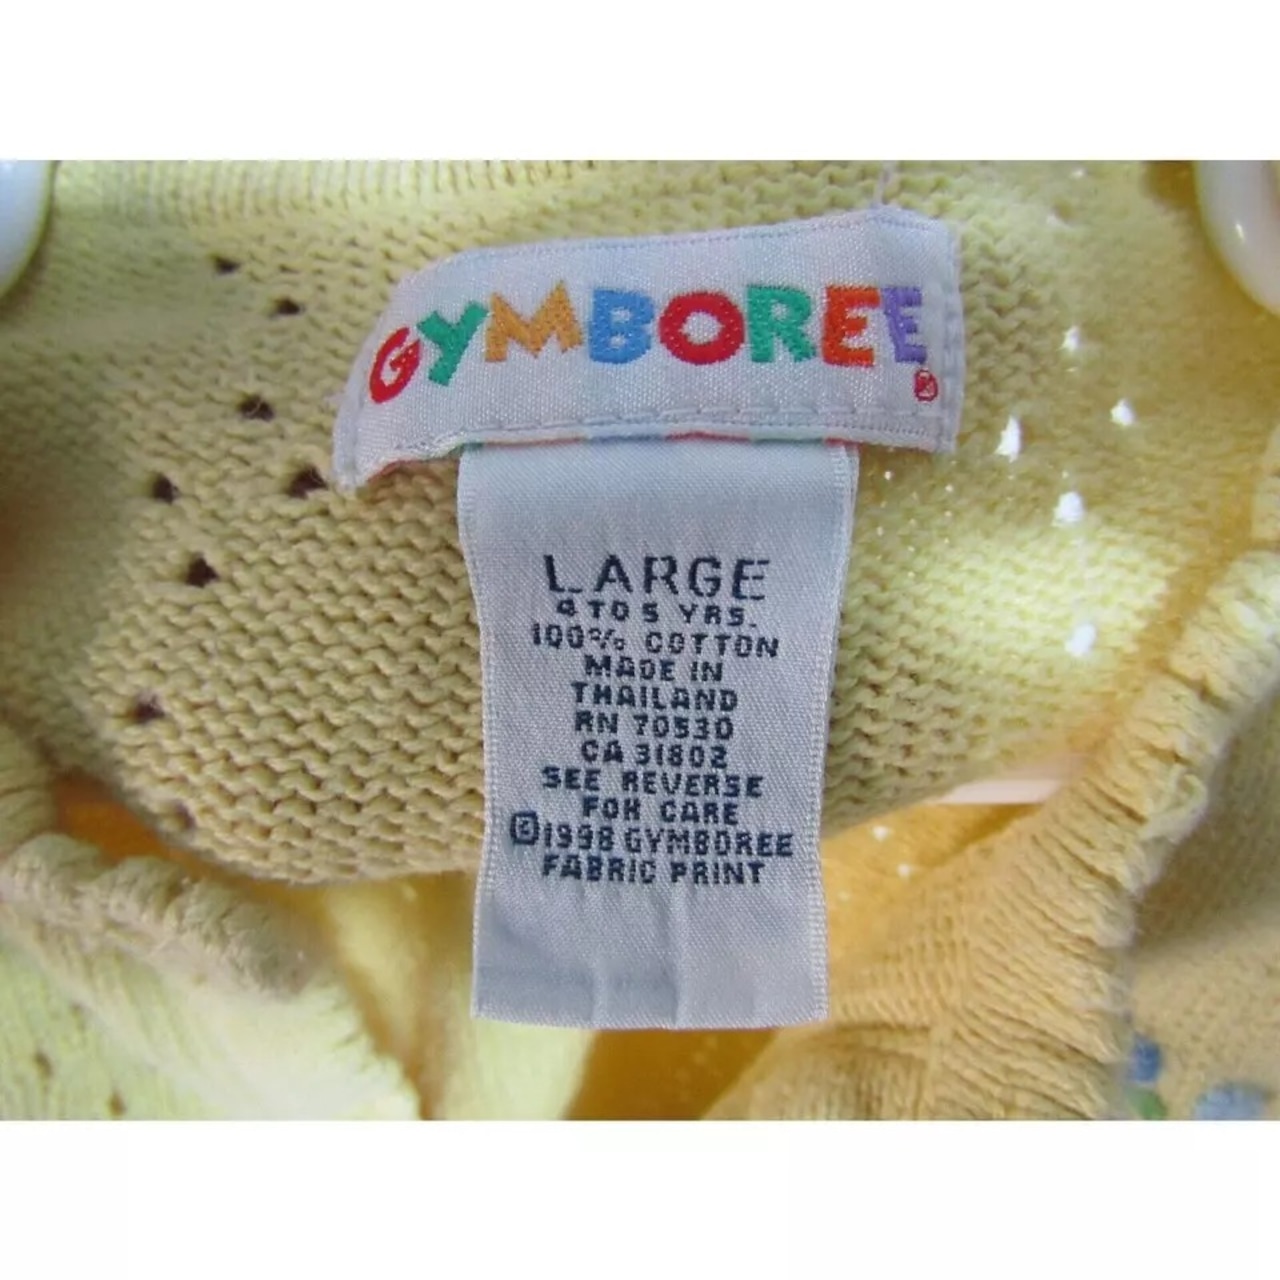 GYMBOREE®
LARGE
4 TO 5 YRS.
100% COTTON
MADE IN
THAILAND
RN 70530
CA 31802
SEE REVERSE
FOR CARE
©1998 GYMBOREE
FABRIC PRINT